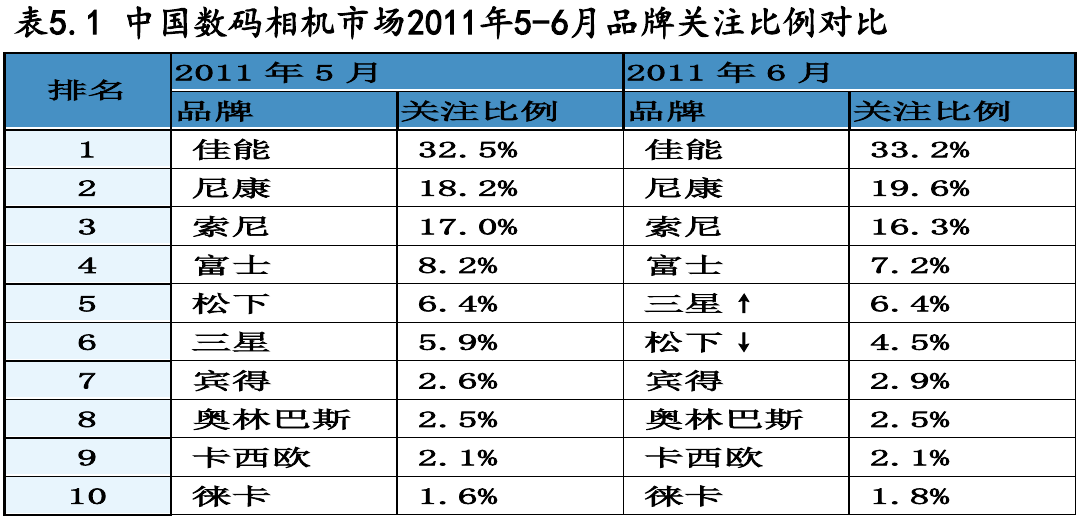 表5.1 中国数码相机市场2011年5-6月品牌关注比例对比
排名 2011 年 5 月 2011 年 6 月
品牌 关注比例 品牌 关注比例
1 佳能 32.5% 佳能 33.2%
2 尼康 18.2% 尼康 19.6%
3 索尼 17.0% 索尼 16.3%
4 富士 8.2% 富士 7.2%
5 松下 6.4% 三星 ↑ 6.4%
6 三星 5.9% 松下 ↓ 4.5%
7 宾得 2.6% 宾得 2.9%
8 奥林巴斯 2.5% 奥林巴斯 2.5%
9 卡西欧 2.1% 卡西欧 2.1%
10 徕卡 1.6% 徕卡 1.8%